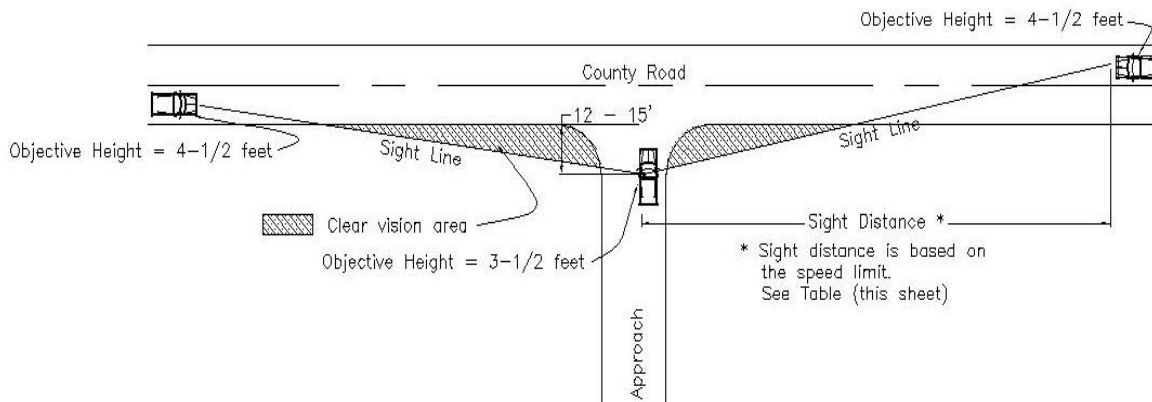 Objective Height = 4-1/2 feet
County Road
12 - 15'
Objective Height = 4-1/2 feet
Sight Line
Sight Line
Clear vision area
Sight Distance *
Objective Height = 3-1/2 feet
* Sight distance is based on
the speed limit.
See Table (this sheet)
Approach